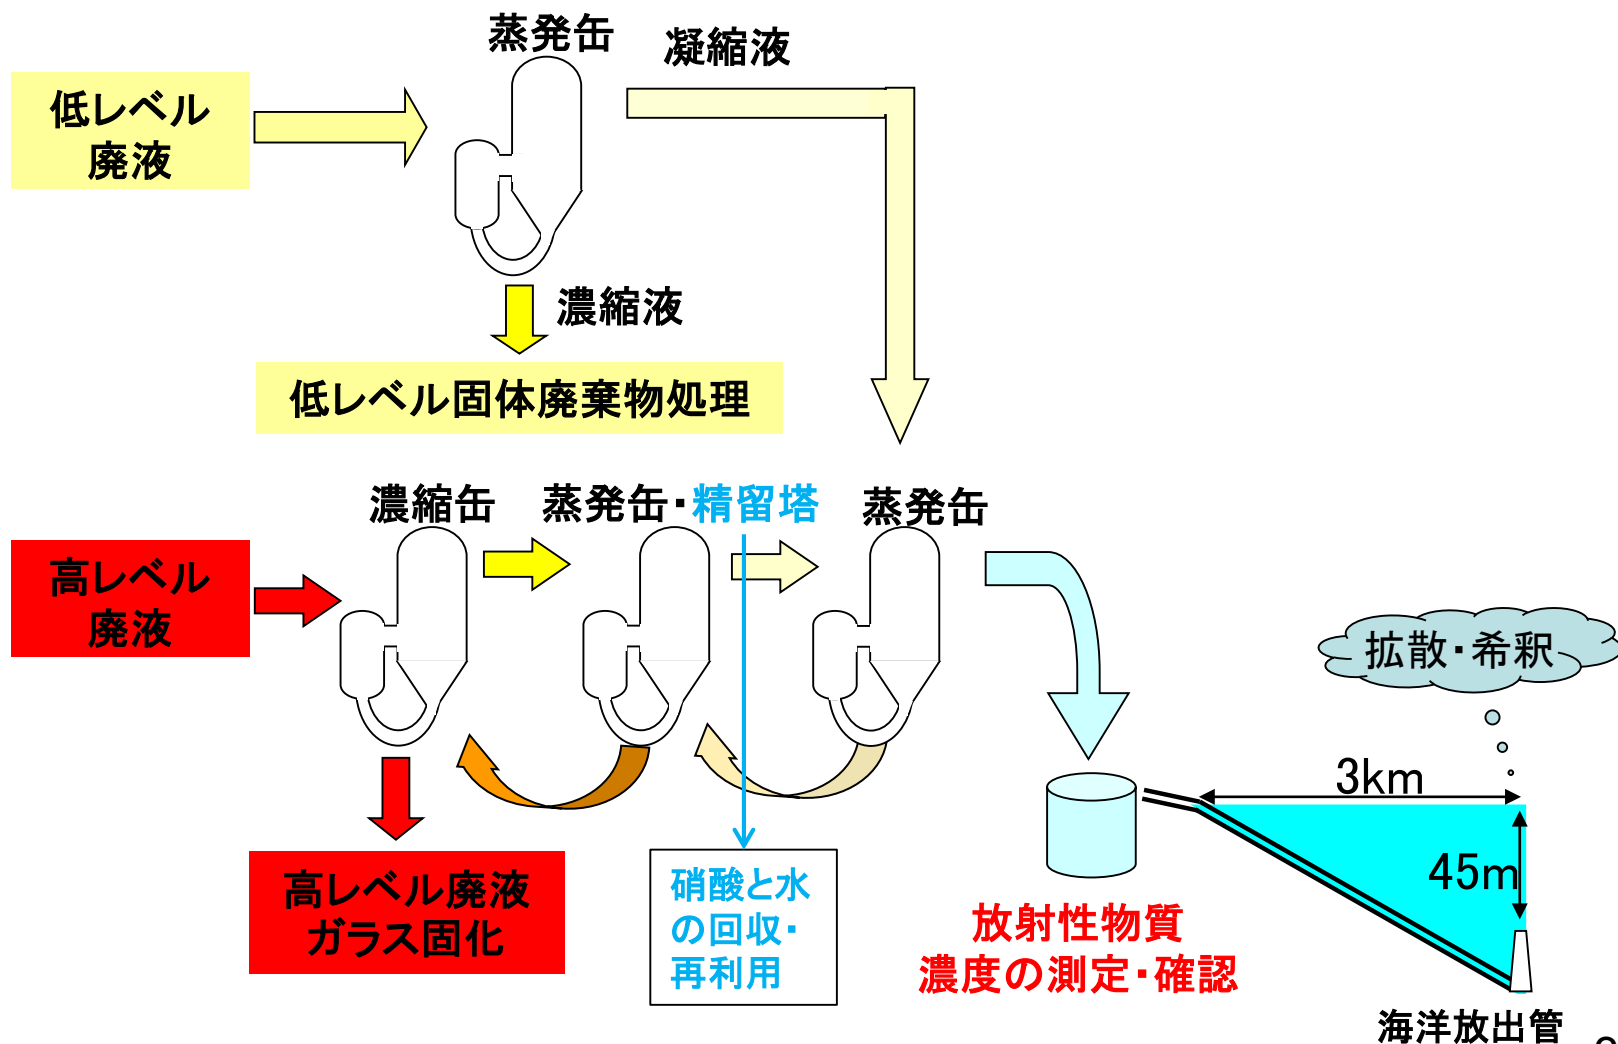 蒸発缶
凝縮液
低レベル
廃液
濃縮液
低レベル固体廃棄物処理
濃縮缶
蒸発缶・精留塔
蒸発缶
高レベル
廃液
拡散・希釈
3km
45m
高レベル廃液
ガラス固化
硝酸と水
の回収・
再利用
放射性物質
濃度の測定・確認
海洋放出管